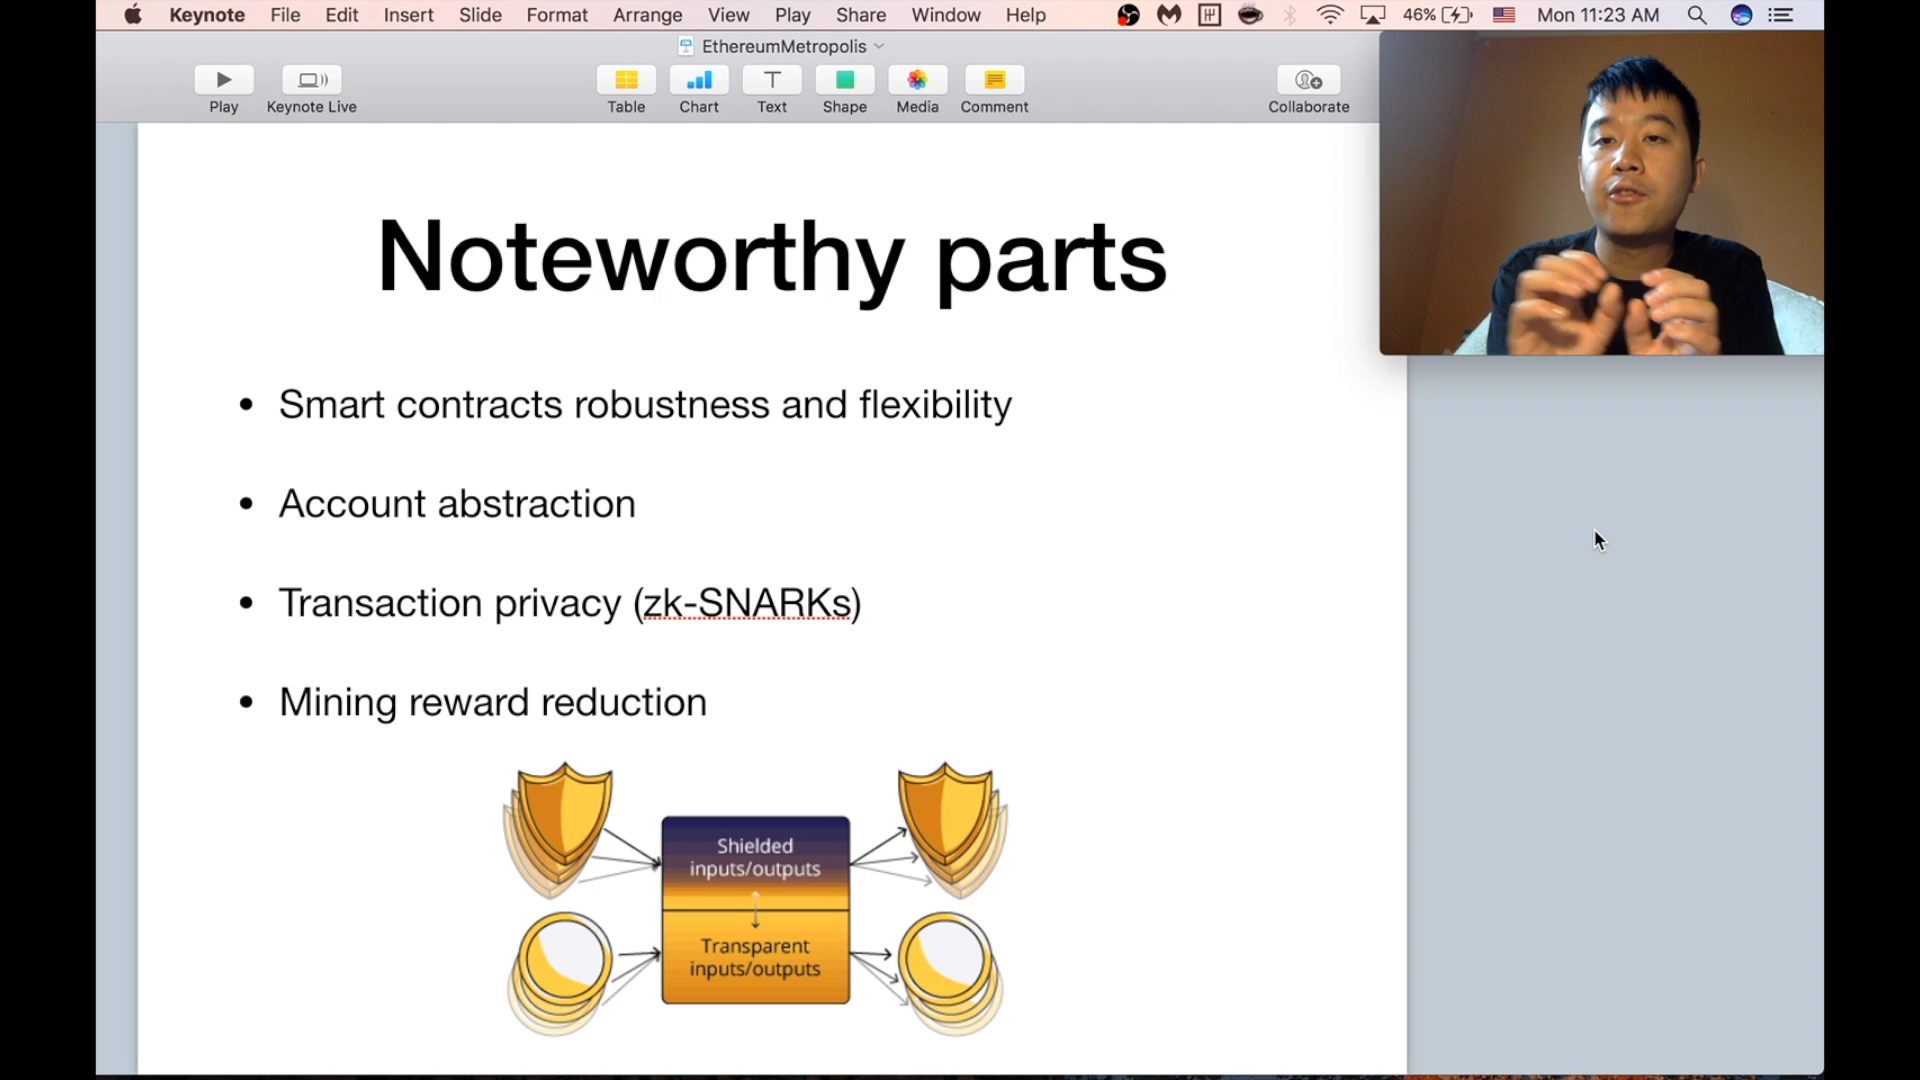 Keynote File Edit Insert Slide Format Arrange View Play Share Window Help 46% Mon 11:23 AM
EthereumMetropolis
Play Keynote Live Table Chart Text Shape Media Comment Collaborate
Noteworthy parts
• Smart contracts robustness and flexibility
• Account abstraction
• Transaction privacy (zk-SNARKs)
• Mining reward reduction
Shielded
inputs/outputs
Transparent
inputs/outputs